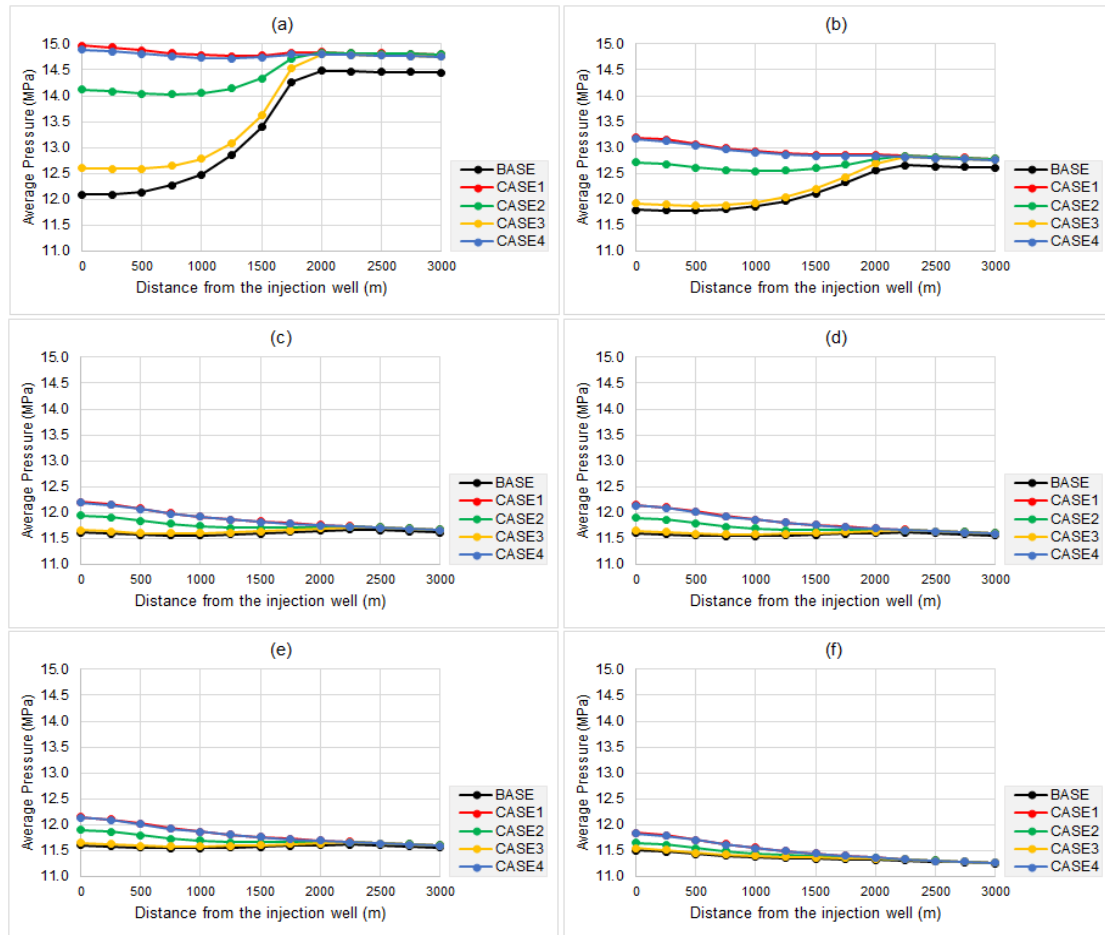 (a)
Average Pressure (MPa)
15.0
14.5
14.0
13.5
13.0
12.5
12.0
11.5
11.0
0 500 1000 1500 2000 2500 3000
Distance from the injection well (m)
BASE
CASE1
CASE2
CASE3
CASE4
(b)
Average Pressure (MPa)
15.0
14.5
14.0
13.5
13.0
12.5
12.0
11.5
11.0
0 500 1000 1500 2000 2500 3000
Distance from the injection well (m)
BASE
CASE1
CASE2
CASE3
CASE4
(c)
Average Pressure (MPa)
15.0
14.5
14.0
13.5
13.0
12.5
12.0
11.5
11.0
0 500 1000 1500 2000 2500 3000
Distance from the injection well (m)
BASE
CASE1
CASE2
CASE3
CASE4
(d)
Average Pressure (MPa)
15.0
14.5
14.0
13.5
13.0
12.5
12.0
11.5
11.0
0 500 1000 1500 2000 2500 3000
Distance from the injection well (m)
BASE
CASE1
CASE2
CASE3
CASE4
(e)
Average Pressure (MPa)
15.0
14.5
14.0
13.5
13.0
12.5
12.0
11.5
11.0
0 500 1000 1500 2000 2500 3000
Distance from the injection well (m)
BASE
CASE1
CASE2
CASE3
CASE4
(f)
Average Pressure (MPa)
15.0
14.5
14.0
13.5
13.0
12.5
12.0
11.5
11.0
0 500 1000 1500 2000 2500 3000
Distance from the injection well (m)
BASE
CASE1
CASE2
CASE3
CASE4